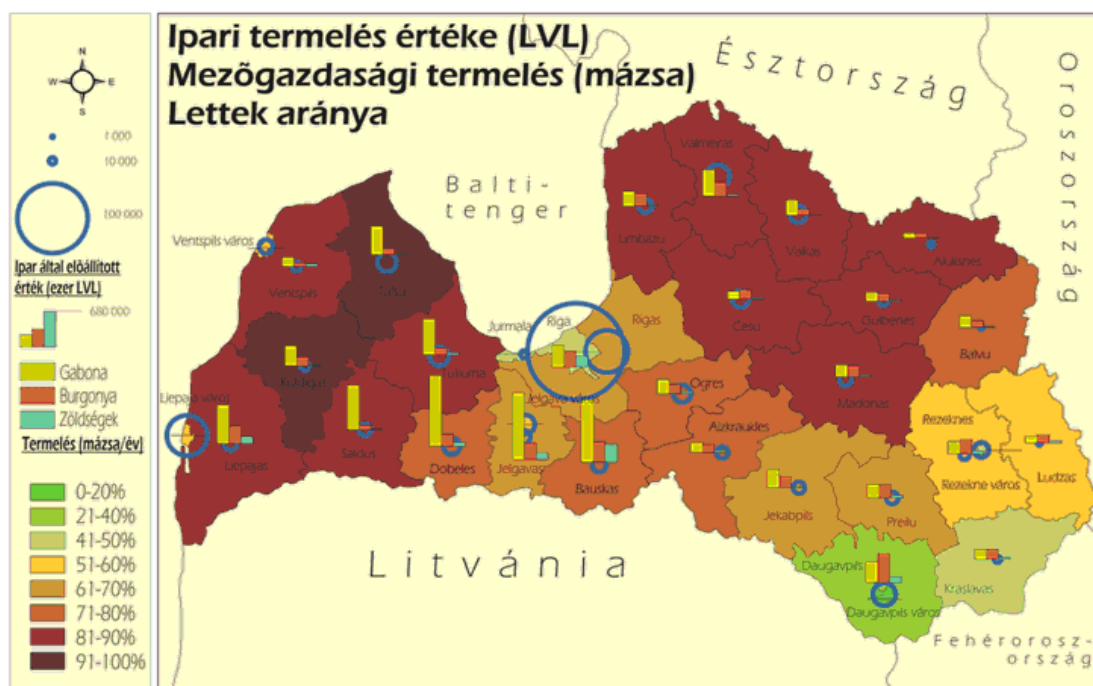 Ipari termelés értéke (LVL)
Mezõgazdasági termelés (mázsa)
Lettek aránya
N
W E
S
1 000
10 000
100 000
Ipar által elõállított
érték (ezer LVL)
680 000
Gabona
Burgonya
Zöldségek
Termelés (mázsa/év)
0-20%
21-40%
41-50%
51-60%
61-70%
71-80%
81-90%
91-100%
Észtország
Oroszország
Balti-
tenger
Litvánia
Fehérorosz-
ország
Valmieras
Limbazu
Valkas
Aluksnes
Ventspils város
Ventspils
Talsu
Cesu
Gulbenes
Jurmala
Riga
Rigas
Balvu
Kuldigas
Tukuma
Madonas
Ogres
Liepaja város
Liepajas
Saldus
Dobeles
Jelgava város
Jelgavas
Bauskas
Aizkraukles
Jekabpils
Preilu
Rezeknes
Rezekne város
Ludzas
Daugavpils
Daugavpils város
Kraslavas